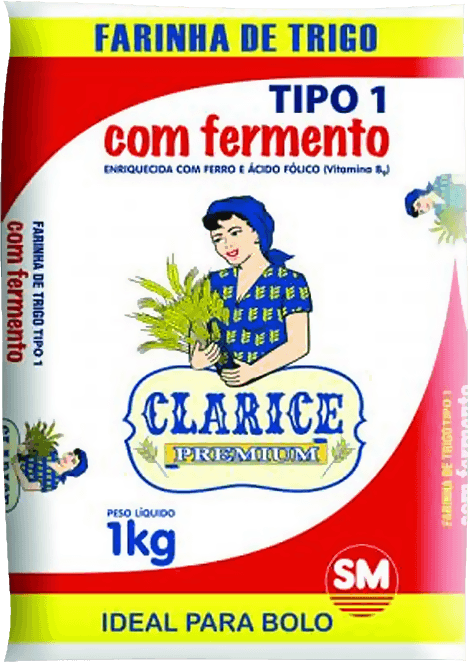 FARINHA DE TRIGO
TIPO 1
com fermento
ENRIQUECIDA COM FERRO E ÁCIDO FÓLICO (Vitamina B9)
FARINHA DE TRIGO TIPO 1
com fermento
CLARICE
PREMIUM
PESO LÍQUIDO
1kg
SM
IDEAL PARA BOLO
FARINHA DE TRIGO TIPO 1
com fermento